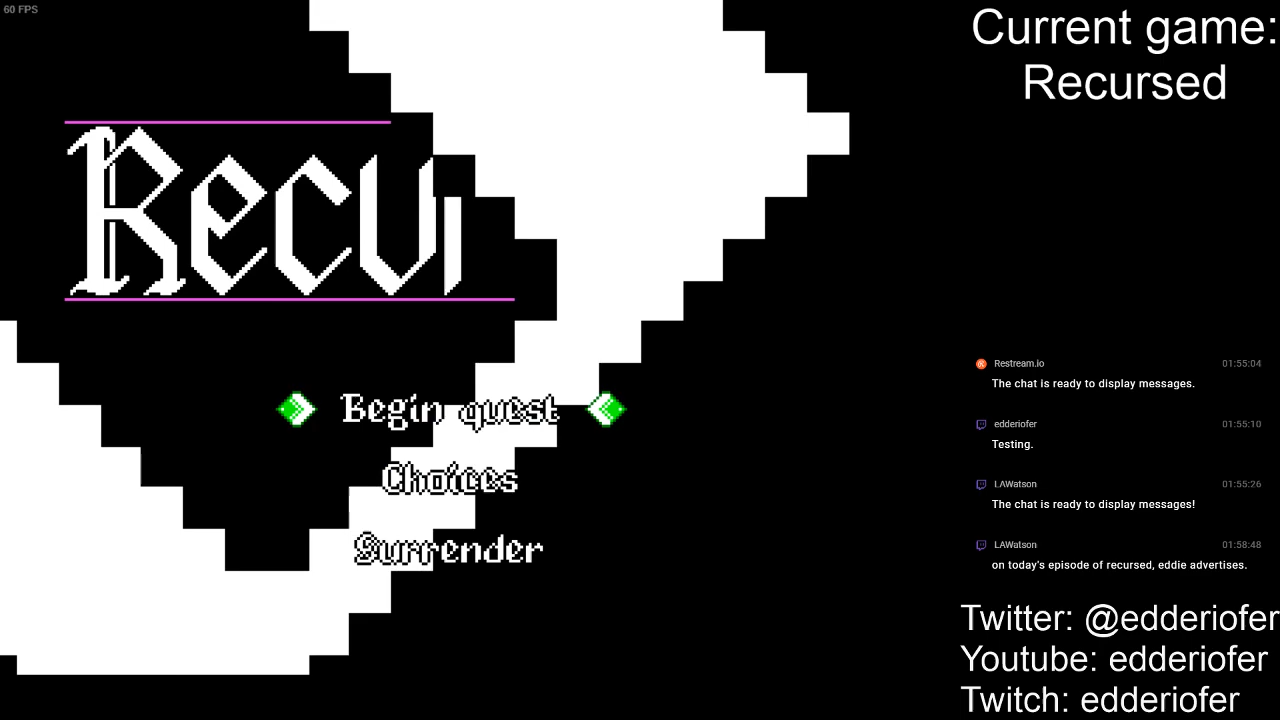 60 FPS
Current game:
Recursed
Recu
Begin quest
Choices
Surrender
Restream.io 01:55:04
The chat is ready to display messages.
edderiofer 01:55:10
Testing.
LAWatson 01:55:26
The chat is ready to display messages!
LAWatson 01:58:48
on today's episode of recursed, eddie advertises.
Twitter: @edderiofer
Youtube: edderiofer
Twitch: edderiofer